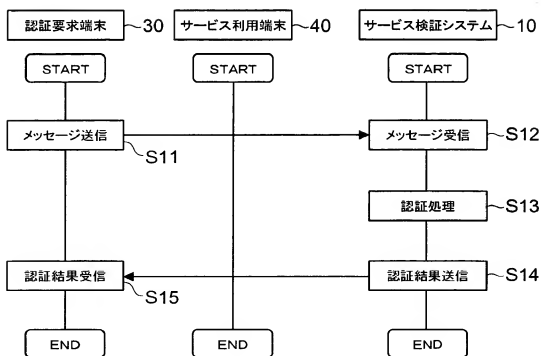 認証要求端末 30 サービス利用端末 40 サービス検証システム 10
START START START
メッセージ送信 メッセージ受信 S12
S11
認証処理 S13
認証結果受信 認証結果送信 S14
S15
END END END